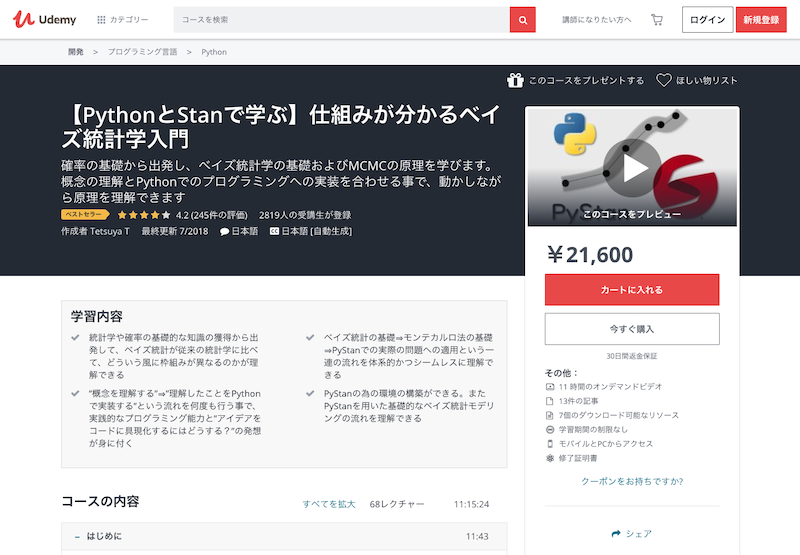 Udemy
カテゴリー
コースを検索
講師になりたい方へ
ログイン
新規登録
開発 > プログラミング言語 > Python
このコースをプレゼントする
ほしい物リスト
【PythonとStanで学ぶ】仕組みが分かるベイ
ズ統計学入門
確率の基礎から出発し、ベイズ統計学の基礎およびMCMCの原理を学びます。
概念の理解とPythonでのプログラミングへの実装を合わせる事で、動かしなが
ら原理を理解できます
ベストセラー 4.2 (245件の評価) 2819人の受講生が登録
作成者 Tetsuya T 最終更新 7/2018 日本語 日本語 [自動生成]
PyStan
このコースをプレビュー
¥21,600
カートに入れる
今すぐ購入
30日間返金保証
その他：
11 時間のオンデマンドビデオ
13件の記事
7個のダウンロード可能なリソース
学習期間の制限なし
モバイルとPCからアクセス
修了証明書
クーポンをお持ちですか?
シェア
学習内容
統計学や確率の基礎的な知識の獲得から出
発して、ベイズ統計が従来の統計学に比べ
て、どういう風に枠組みが異なるのかが理
解できる
"概念を理解する"⇒"理解したことをPython
で実装する"という流れを何度も行う事で、
実践的なプログラミング能力と"アイデアを
コードに具現化するにはどうする？"の発想
が身に付く
ベイズ統計の基礎⇒モンテカルロ法の基礎
⇒PyStanでの実際の問題への適用という一
連の流れを体系的かつシームレスに理解でき
る
PyStanの為の環境の構築ができる。また
PyStanを用いた基礎的なベイズ統計モデリ
ングの流れを理解できる
コースの内容
すべてを拡大
68レクチャー
11:15:24
– はじめに
11:43